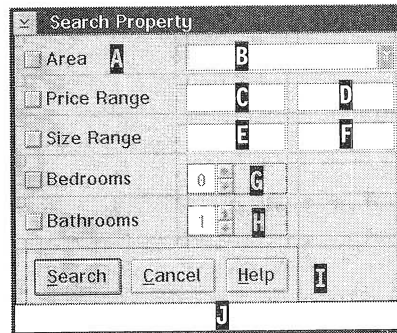 Search Property
Area A B
Price Range C D
Size Range E F
Bedrooms 0 G
Bathrooms 1 H
Search Cancel Help I
J